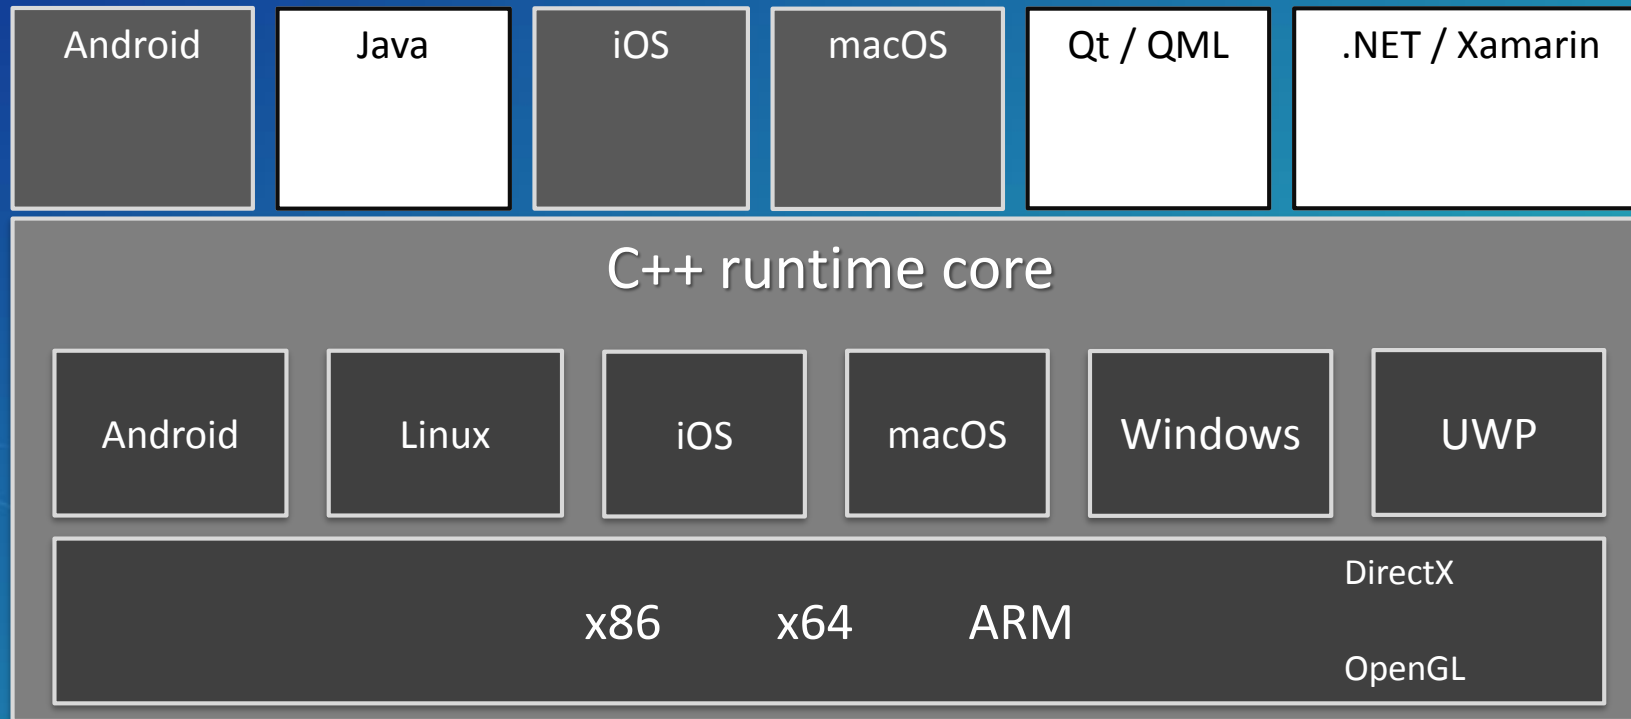 Android
Java
iOS
macOS
Qt / QML
.NET / Xamarin
C++ runtime core
Android
Linux
iOS
macOS
Windows
UWP
x86
x64
ARM
DirectX
OpenGL